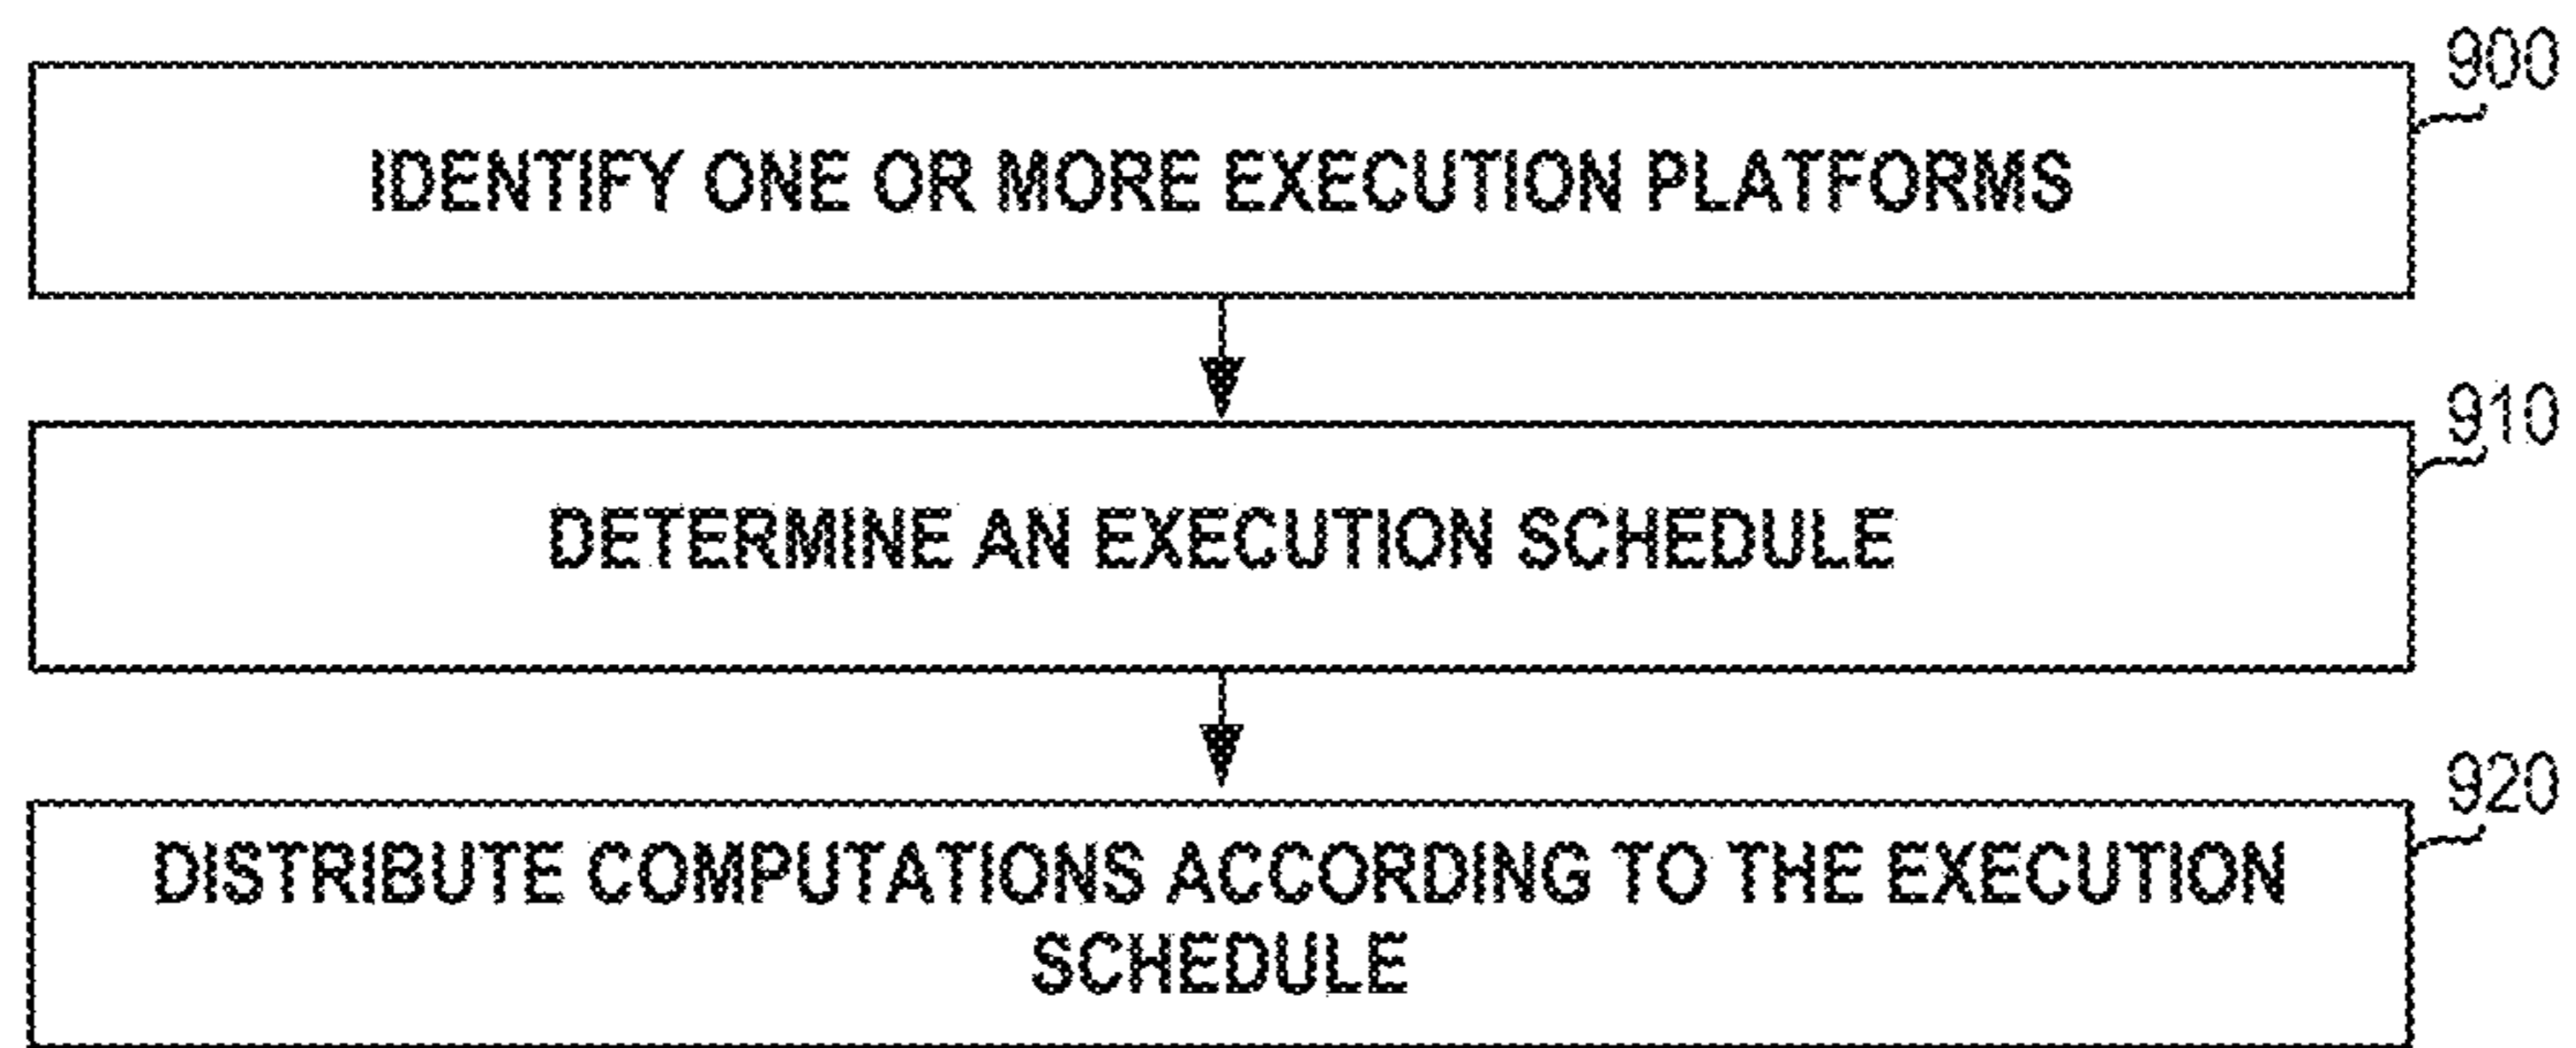 900
IDENTIFY ONE OR MORE EXECUTION PLATFORMS
910
DETERMINE AN EXECUTION SCHEDULE
920
DISTRIBUTE COMPUTATIONS ACCORDING TO THE EXECUTION
SCHEDULE